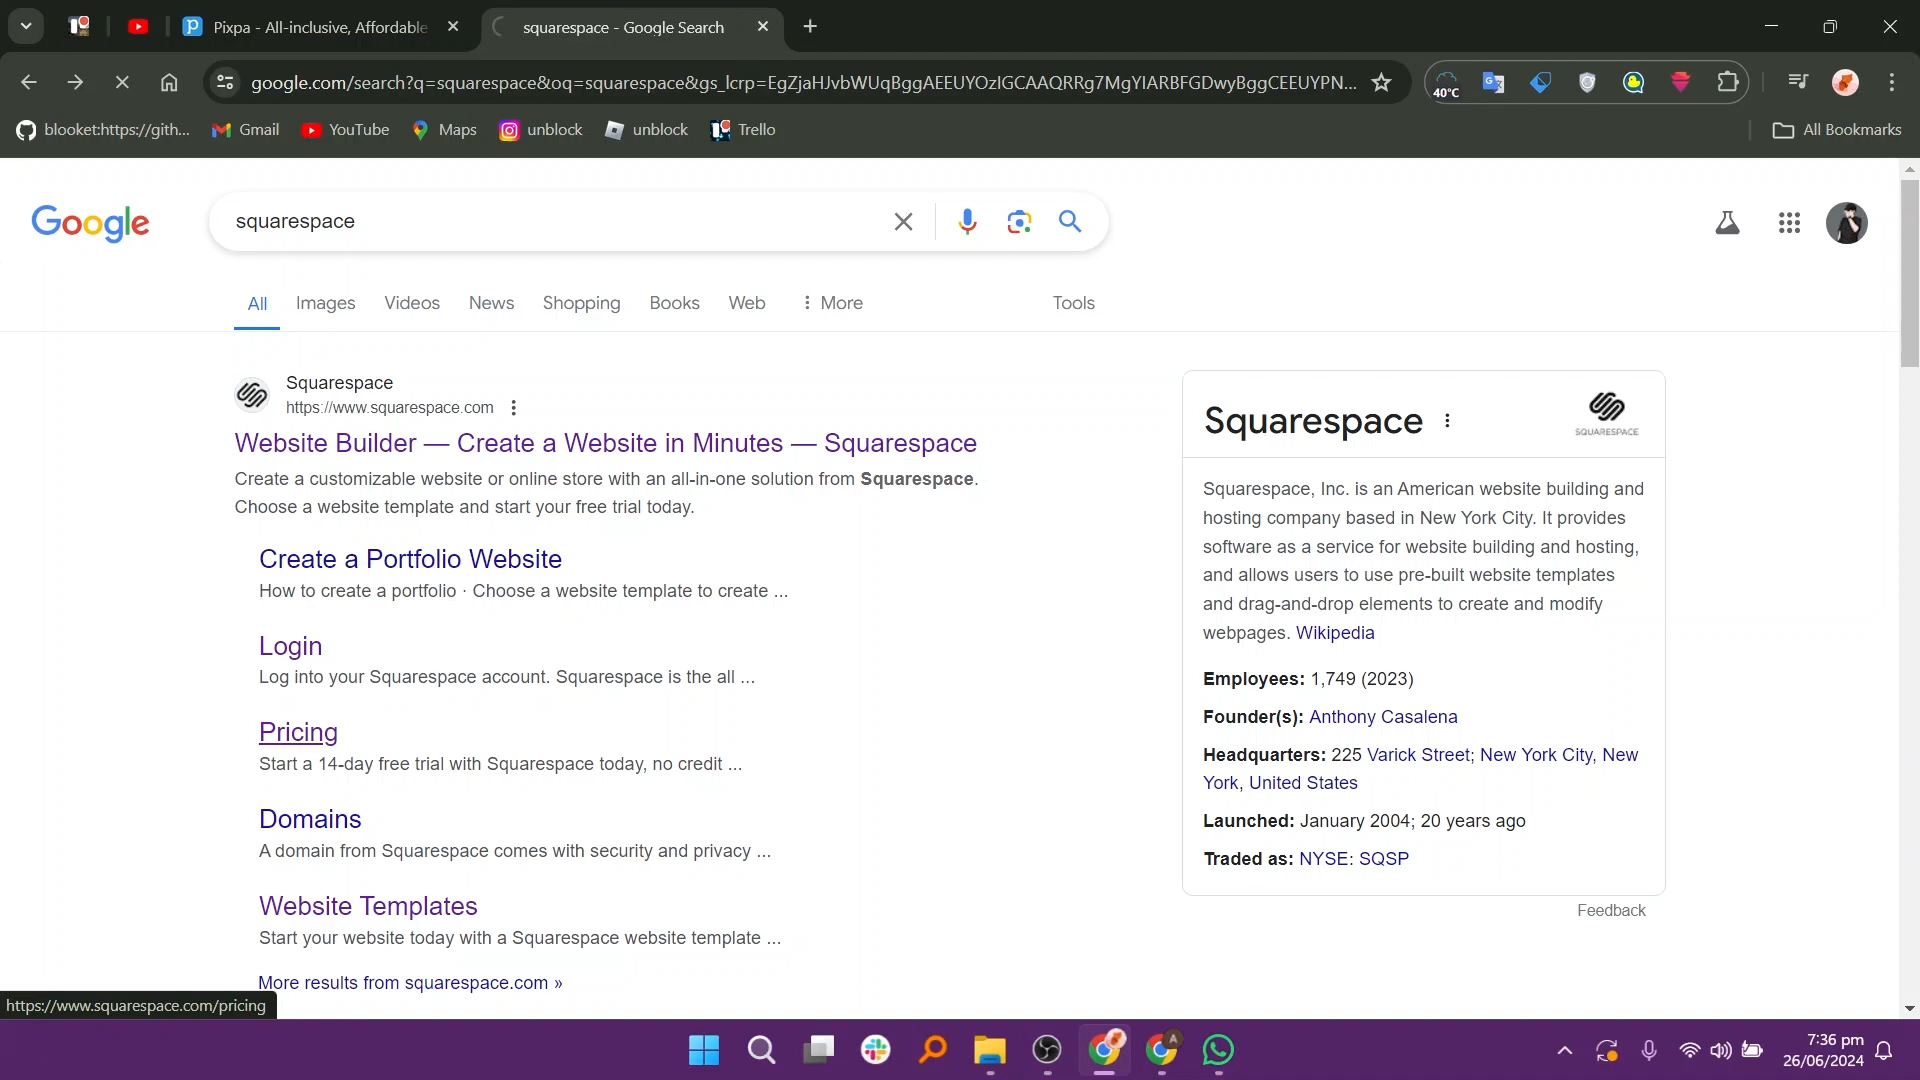 Pixpa - All-inclusive, Affordable
squarespace - Google Search
google.com/search?q=squarespace&oq=squarespace&gs_lcrp=EgZjaHJvbWUqBggAEEUYOzIGCAAQRRg7MgYIARBFGDwyBggCEEUYPN...
40°C
blooket:https://gith...
Gmail
YouTube
Maps
unblock
unblock
Trello
All Bookmarks
Google
squarespace
All
Images
Videos
News
Shopping
Books
Web
More
Tools
Squarespace
https://www.squarespace.com
Website Builder — Create a Website in Minutes — Squarespace
Create a customizable website or online store with an all-in-one solution from Squarespace.
Choose a website template and start your free trial today.
Create a Portfolio Website
How to create a portfolio · Choose a website template to create ...
Login
Log into your Squarespace account. Squarespace is the all ...
Pricing
Start a 14-day free trial with Squarespace today, no credit ...
Domains
A domain from Squarespace comes with security and privacy ...
Website Templates
Start your website today with a Squarespace website template ...
More results from squarespace.com »
Squarespace
SQUARESPACE
Squarespace, Inc. is an American website building and
hosting company based in New York City. It provides
software as a service for website building and hosting,
and allows users to use pre-built website templates
and drag-and-drop elements to create and modify
webpages. Wikipedia
Employees: 1,749 (2023)
Founder(s): Anthony Casalena
Headquarters: 225 Varick Street; New York City, New
York, United States
Launched: January 2004; 20 years ago
Traded as: NYSE: SQSP
Feedback
https://www.squarespace.com/pricing
7:36 pm
26/06/2024